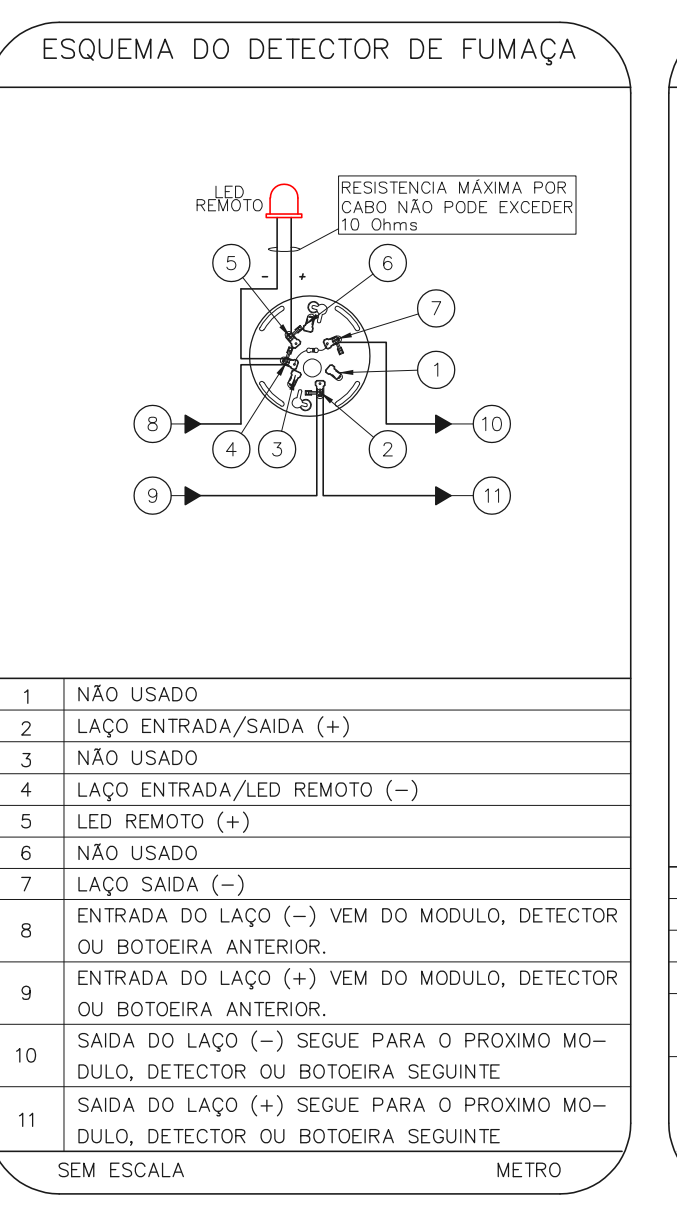 ESQUEMA DO DETECTOR DE FUMAÇA
LED
REMOTO
RESISTENCIA MÁXIMA POR
CABO NÃO PODE EXCEDER
10 Ohms
5
6
- +
7
1
8
10
4
3
2
9
11
1 NÃO USADO
2 LAÇO ENTRADA/SAIDA (+)
3 NÃO USADO
4 LAÇO ENTRADA/LED REMOTO (-)
5 LED REMOTO (+)
6 NÃO USADO
7 LAÇO SAIDA (-)
8 ENTRADA DO LAÇO (-) VEM DO MODULO, DETECTOR
OU BOTOEIRA ANTERIOR.
9 ENTRADA DO LAÇO (+) VEM DO MODULO, DETECTOR
OU BOTOEIRA ANTERIOR.
10 SAIDA DO LAÇO (-) SEGUE PARA O PROXIMO MO-
DULO, DETECTOR OU BOTOEIRA SEGUINTE
11 SAIDA DO LAÇO (+) SEGUE PARA O PROXIMO MO-
DULO, DETECTOR OU BOTOEIRA SEGUINTE
SEM ESCALA METRO